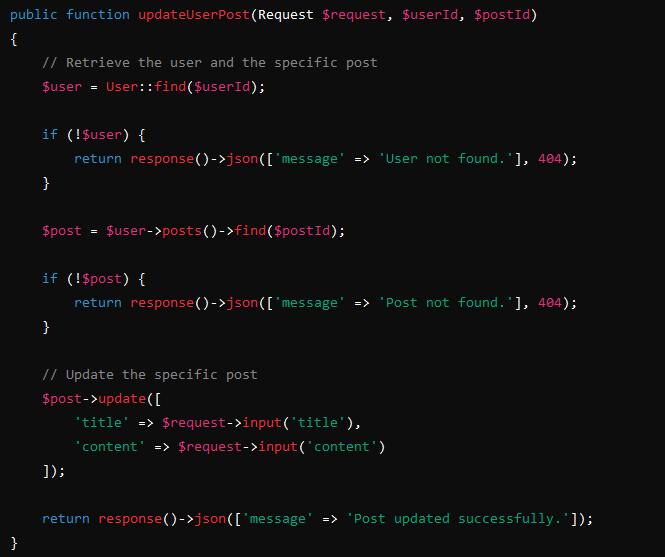 public function updateUserPost(Request $request, $userId, $postId)
{
    // Retrieve the user and the specific post
    $user = User::find($userId);

    if (!$user) {
        return response()->json(['message' => 'User not found.'], 404);
    }

    $post = $user->posts()->find($postId);

    if (!$post) {
        return response()->json(['message' => 'Post not found.'], 404);
    }

    // Update the specific post
    $post->update([
        'title' => $request->input('title'),
        'content' => $request->input('content')
    ]);

    return response()->json(['message' => 'Post updated successfully.']);
}